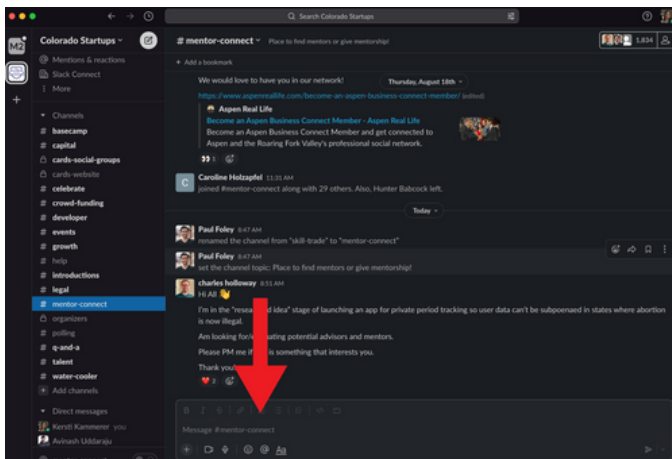 Search Colorado Startups
M2
Colorado Startups
# mentor-connect
Place to find mentors or give mentorship!
1,034
+ Add a bookmark
Mentions & reactions
Slack Connect
More
Channels
# basecamp
# capital
cards-social-groups
cards-website
# celebrate
# crowd-funding
# developer
# events
# growth
# help
# introductions
# legal
# mentor-connect
organizers
# polling
# q-and-a
# talent
# water-cooler
+ Add channels
Direct messages
Kersti Kammerer you
Avinash Uddaraju
We would love to have you in our network!
Thursday, August 18th
https://www.aspenreallife.com/become-an-aspen-business-connect-member/ (edited)
Aspen Real Life
Become an Aspen Business Connect Member - Aspen Real Life
Become an Aspen Business Connect Member and get connected to
Aspen and the Roaring Fork Valley's professional social network.
1
C
Caroline Holzapfel 11:31 AM
joined #mentor-connect along with 29 others. Also, Hunter Babcock left.
Today
Paul Foley 8:47 AM
renamed the channel from "skill-trade" to "mentor-connect"
Paul Foley 8:47 AM
set the channel topic: Place to find mentors or give mentorship!
charles holloway 8:51 AM
Hi All
I'm in the "resea d idea" stage of launching an app for private period tracking so user data can't be subpoenaed in states where abortion
is now illegal.
Am looking for/ ating potential advisors and mentors.
Please PM me if is something that interests you.
Thank you
2
B I S
Message #mentor-connect
+ @ Aa